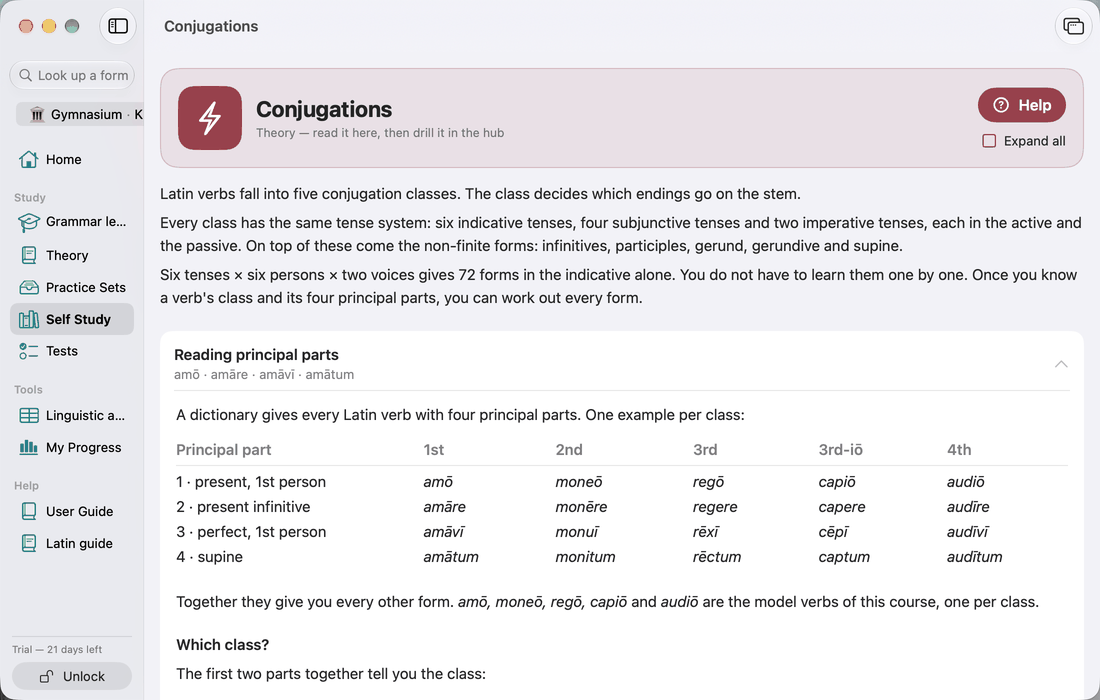 Conjugations
Look up a form
Gymnasium · K
Home
Study
Grammar le...
Theory
Practice Sets
Self Study
Tests
Tools
Linguistic a...
My Progress
Help
User Guide
Latin guide
Trial — 21 days left
Unlock
Conjugations
Theory — read it here, then drill it in the hub
Help
Expand all
Latin verbs fall into five conjugation classes. The class decides which endings go on the stem.
Every class has the same tense system: six indicative tenses, four subjunctive tenses and two imperative tenses, each in the active and
the passive. On top of these come the non-finite forms: infinitives, participles, gerund, gerundive and supine.
Six tenses × six persons × two voices gives 72 forms in the indicative alone. You do not have to learn them one by one. Once you know
a verb's class and its four principal parts, you can work out every form.
Reading principal parts
amō · amāre · amāvī · amātum
A dictionary gives every Latin verb with four principal parts. One example per class:
Principal part 1st 2nd 3rd 3rd-iō 4th
1 · present, 1st person amō moneō regō capiō audiō
2 · present infinitive amāre monēre regere capere audīre
3 · perfect, 1st person amāvī monuī rēxī cēpī audīvī
4 · supine amātum monitum rēctum captum audītum
Together they give you every other form. amō, moneō, regō, capiō and audiō are the model verbs of this course, one per class.
Which class?
The first two parts together tell you the class: